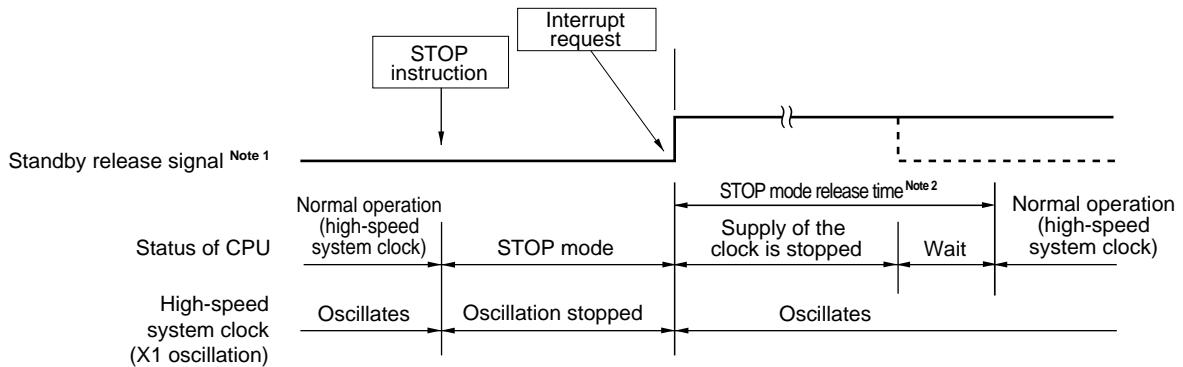 Interrupt
request
STOP
instruction
Standby release signal Note 1
STOP mode release time Note 2
Normal operation
(high-speed
system clock)
Supply of the
clock is stopped
Normal operation
(high-speed
system clock)
Status of CPU
STOP mode
Wait
High-speed
system clock
(X1 oscillation)
Oscillates
Oscillation stopped
Oscillates